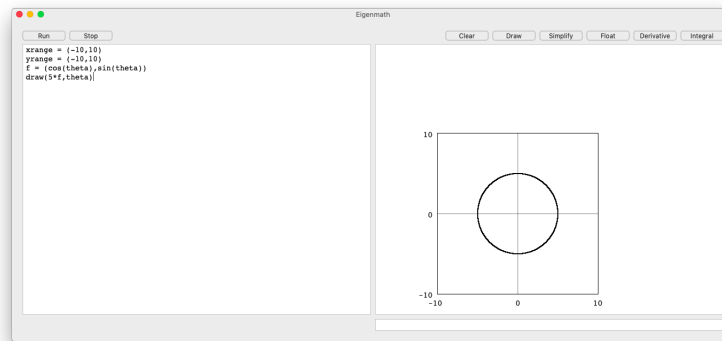 Eigenmath
Run Stop Clear Draw Simplify Float Derivative Integral
xrange = (-10,10)
yrange = (-10,10)
f = (cos(theta),sin(theta))
draw(5*f,theta)
10
0
-10
-10 0 10